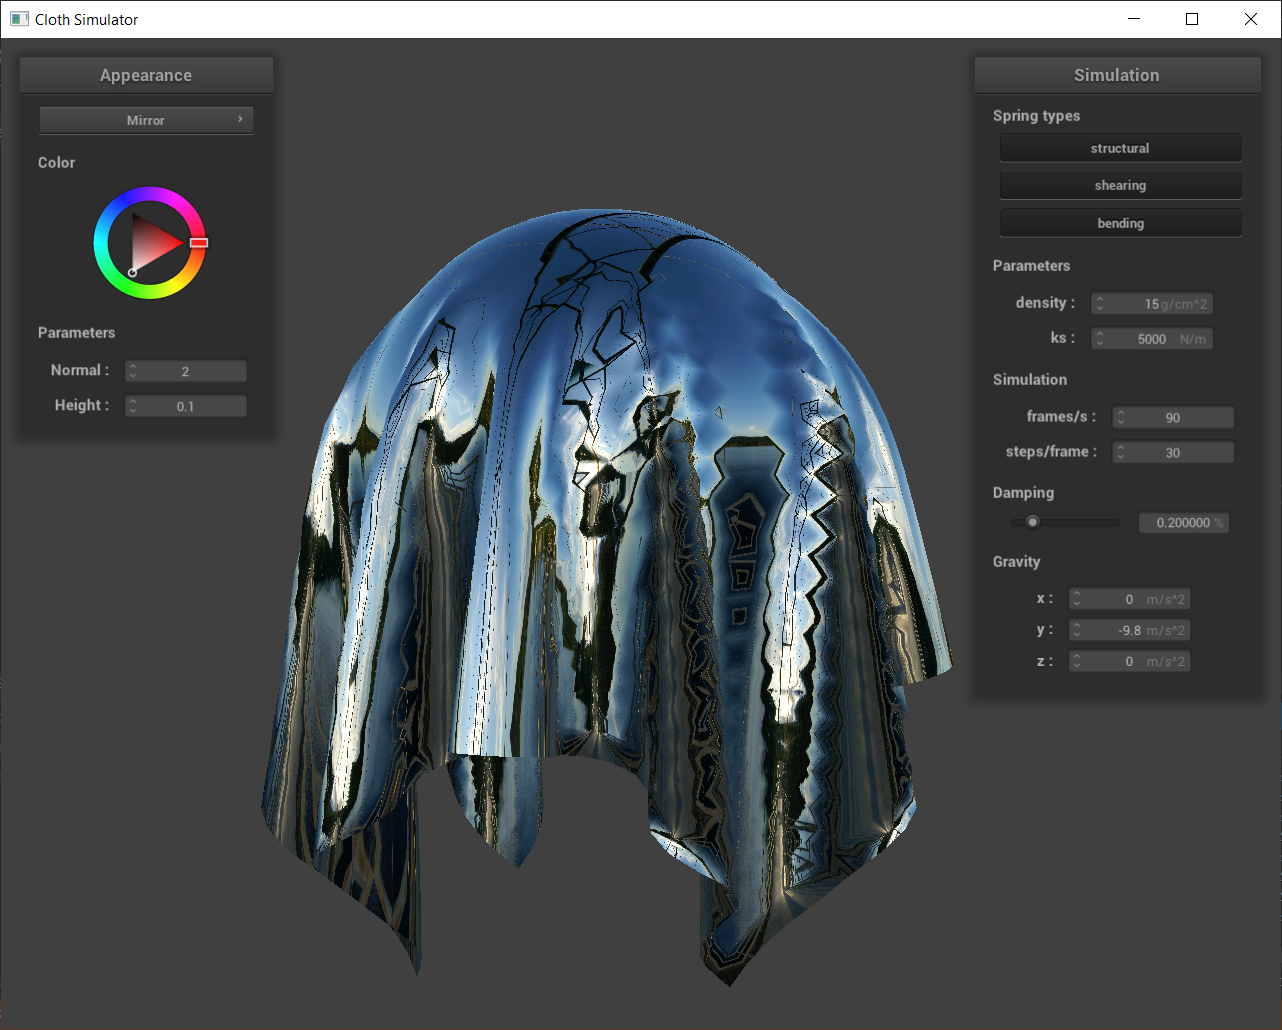 Cloth Simulator
Appearance
Mirror
Color
Parameters
Normal : 2
Height : 0.1
Simulation
Spring types
structural
shearing
bending
Parameters
density : 15 g/cm^2
ks : 5000 N/m
Simulation
frames/s : 90
steps/frame : 30
Damping
0.200000 %
Gravity
x : 0 m/s^2
y : -9.8 m/s^2
z : 0 m/s^2